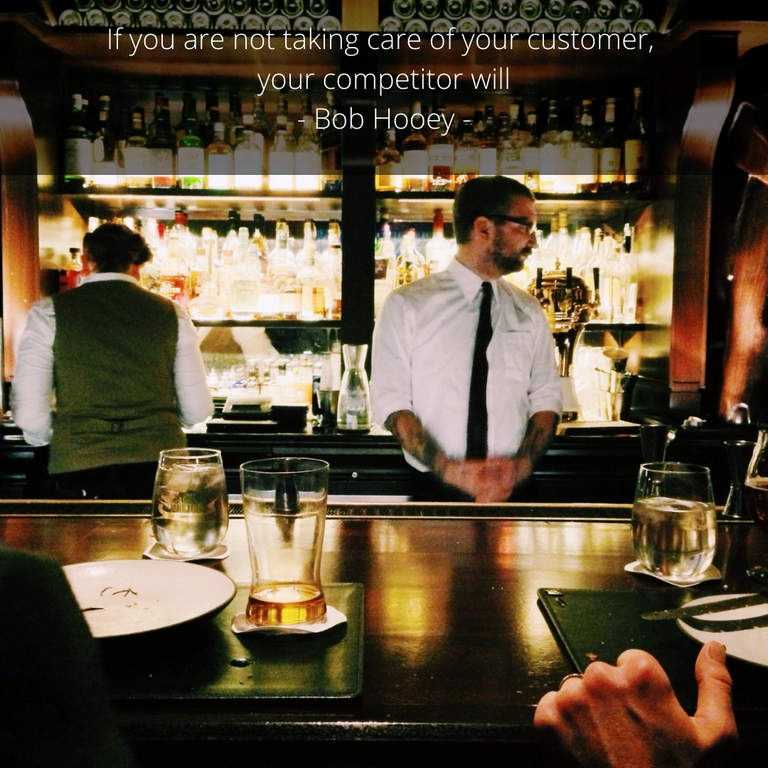 If you are not taking care of your customer,
your competitor will
- Bob Hooey -